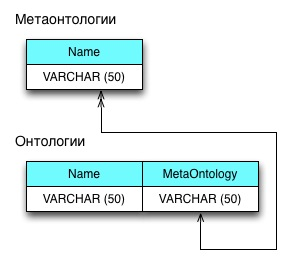 Метаонтологии
Name
VARCHAR (50)
Онтологии
Name MetaOntology
VARCHAR (50) VARCHAR (50)